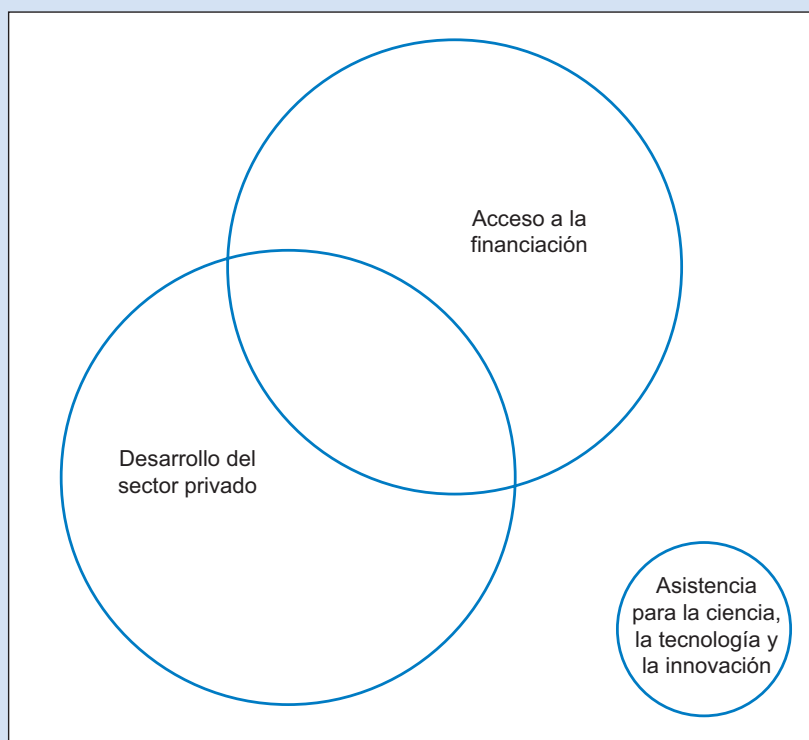 Acceso a la
financiación
Desarrollo del
sector privado
Asistencia
para la ciencia,
la tecnología y
la innovación